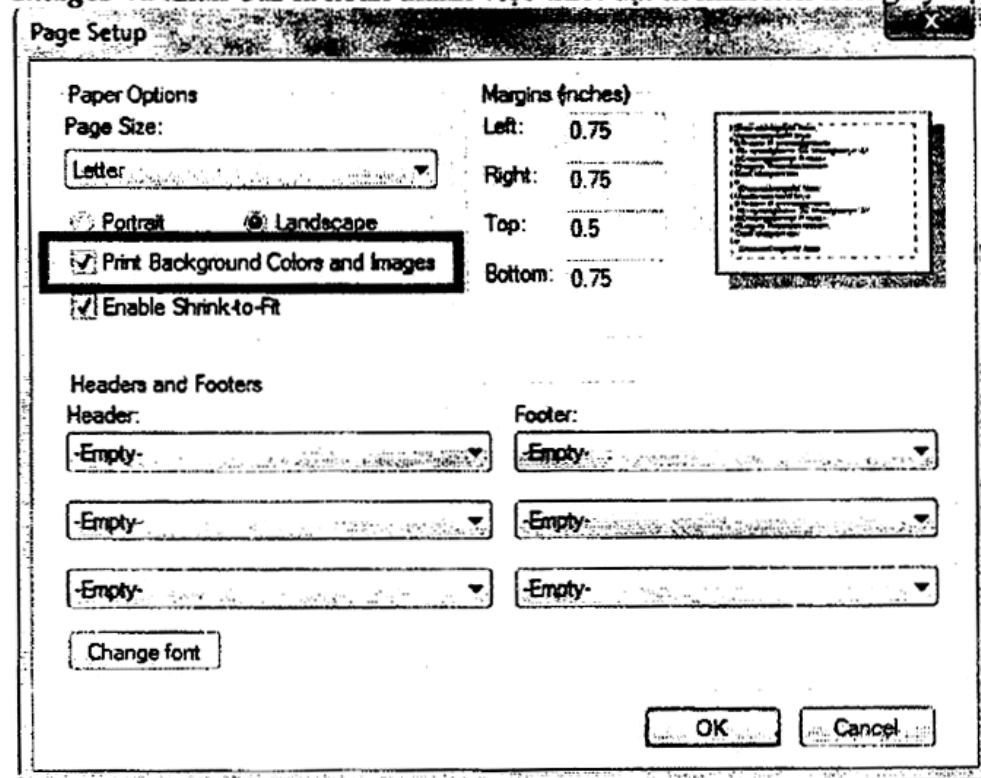 Page Setup
X
Paper Options
Page Size:
Letter
Portrait
Landscape
Print Background Colors and Images
Enable Shrink-to-Fit
Margins (inches)
Left: 0.75
Right: 0.75
Top: 0.5
Bottom: 0.75
Headers and Footers
Header:
-Empty-
-Empty-
-Empty-
Footer:
-Empty-
-Empty-
-Empty-
Change font
OK
Cancel